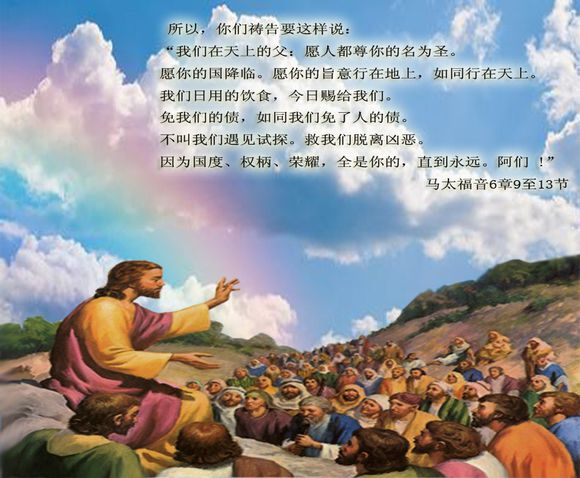 所以，你们祷告要这样说：
“我们在天上的父：愿人都尊你的名为圣。
愿你的国降临。愿你的旨意行在地上，如同行在天上。
我们日用的饮食，今日赐给我们。
免我们的债，如同我们免了人的债。
不叫我们遇见试探。救我们脱离凶恶。
因为国度、权柄、荣耀，全是你的，直到永远。阿们 ！”
马太福音6章9至13节